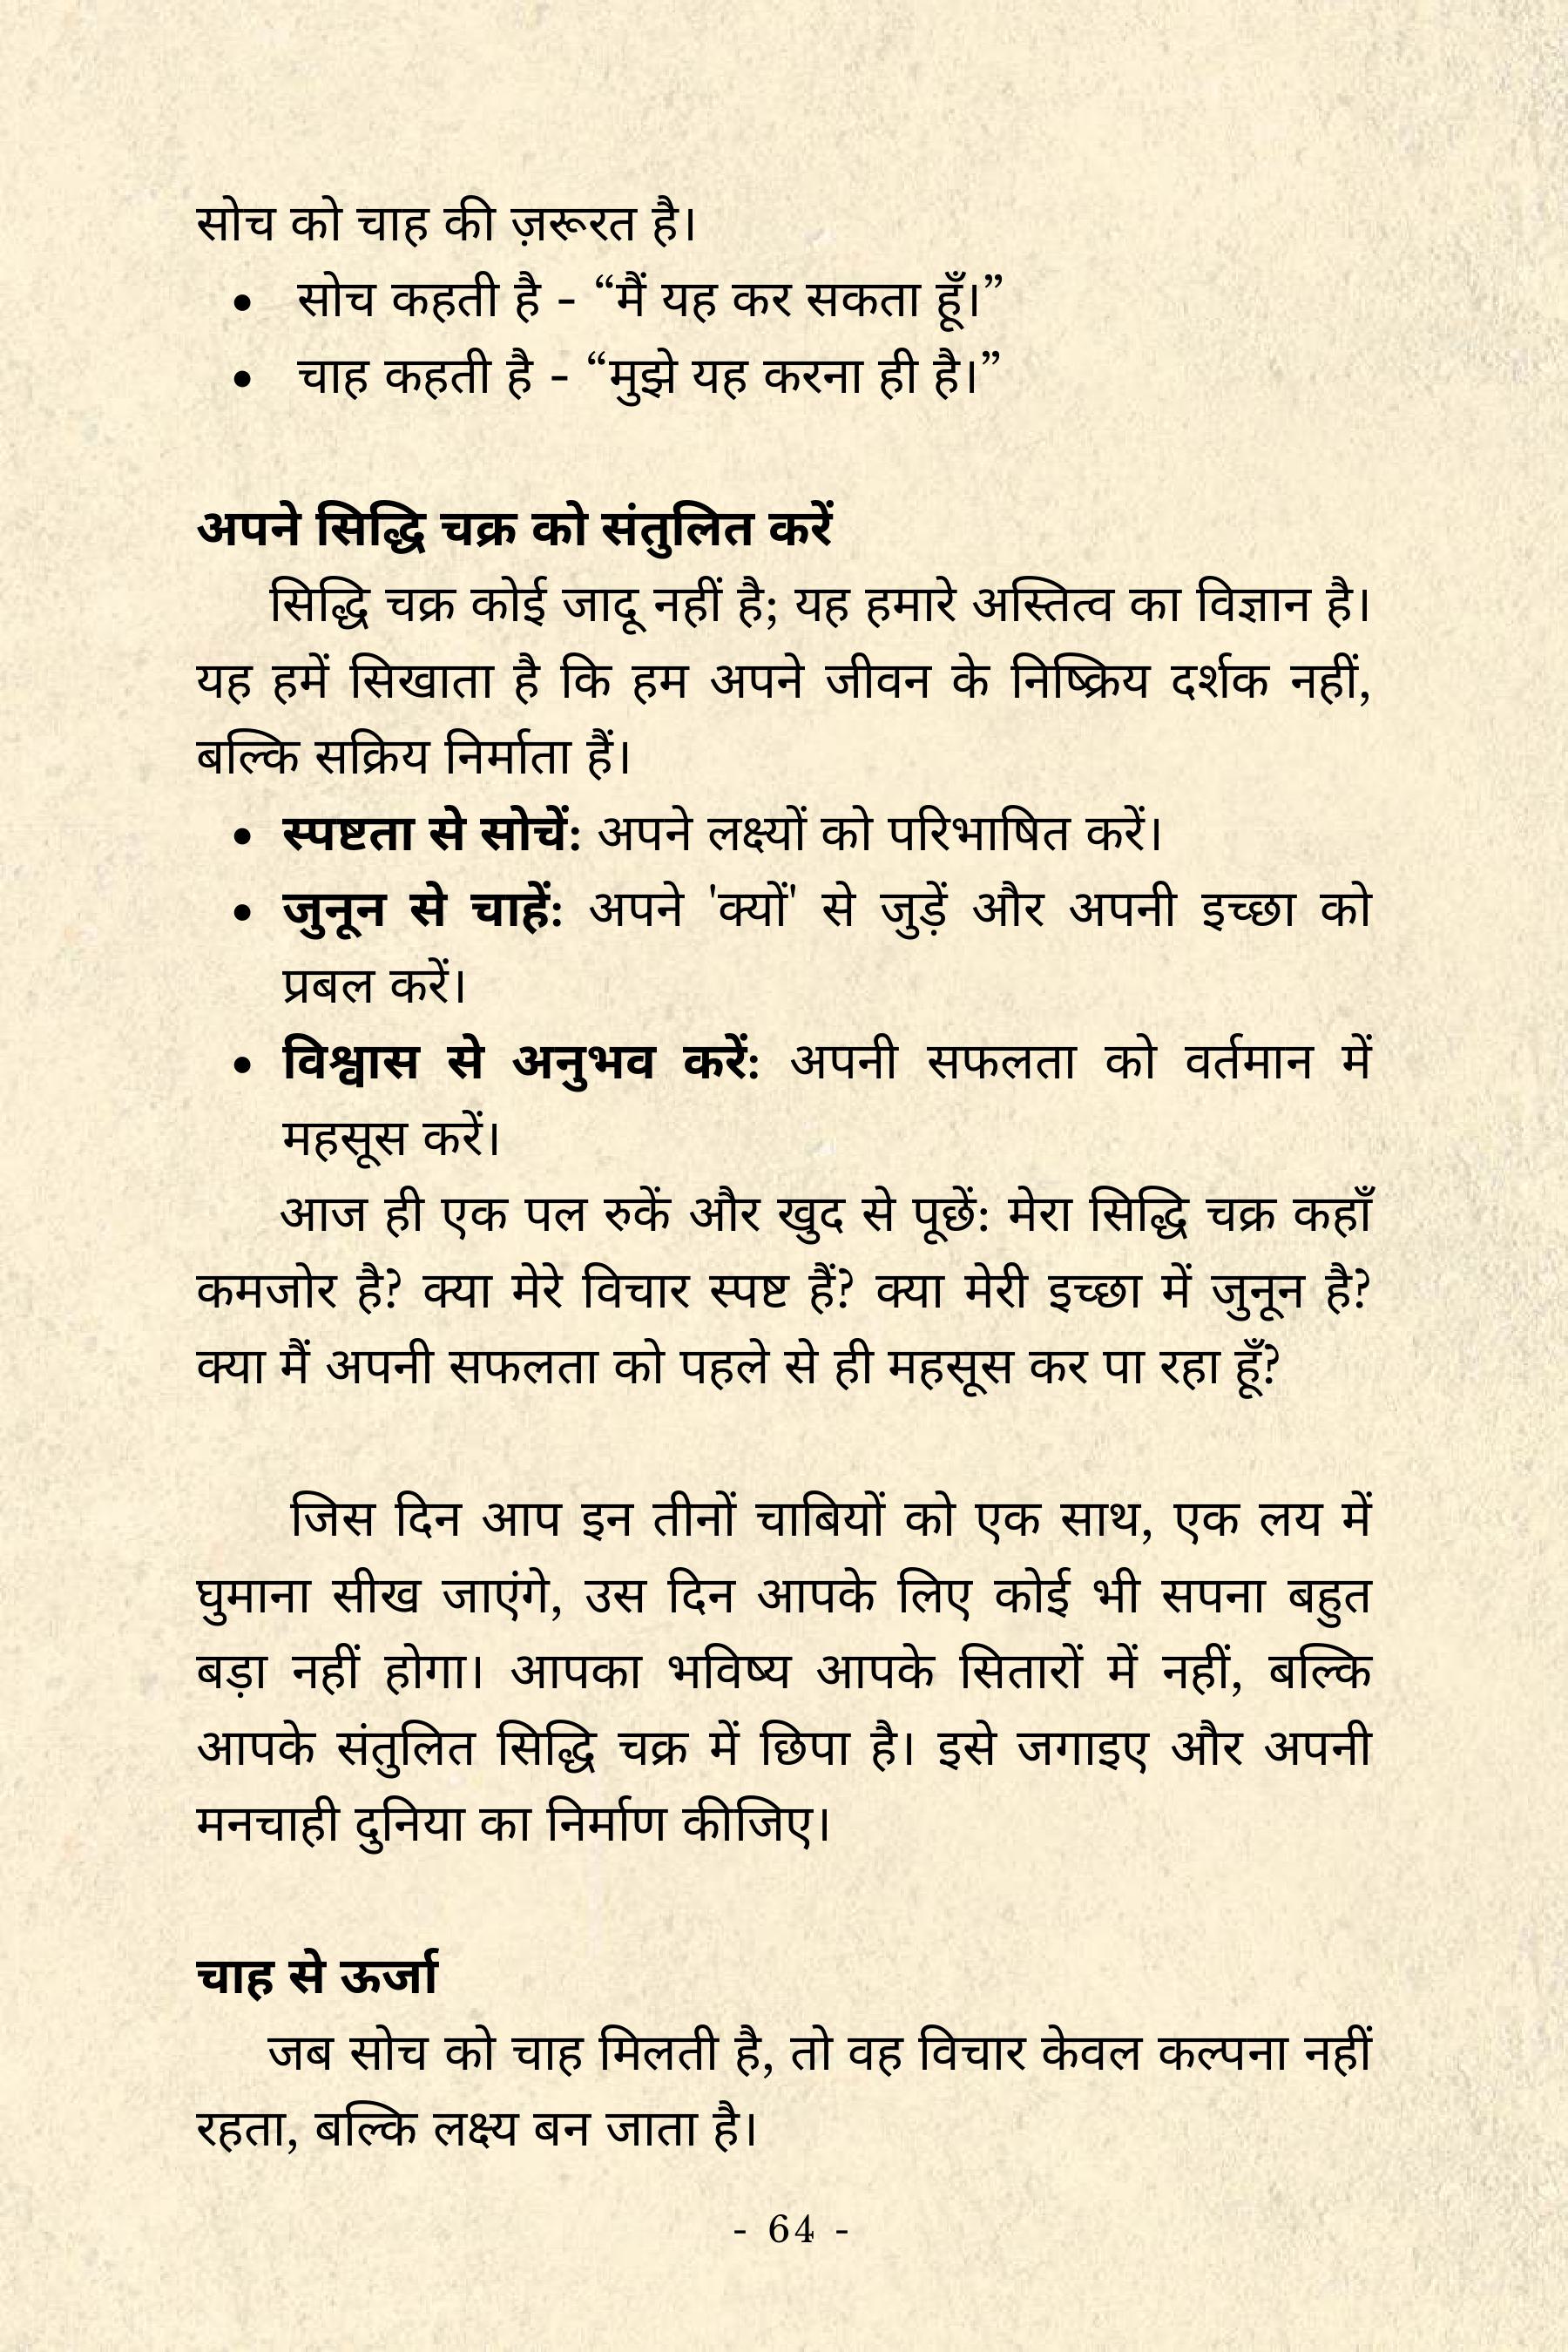 सोच को चाह की ज़रूरत है।
• सोच कहती है - “मैं यह कर सकता हूँ।”
• चाह कहती है - “मुझे यह करना ही है।”
अपने सिद्धि चक्र को संतुलित करें
सिद्धि चक्र कोई जादू नहीं है; यह हमारे अस्तित्व का विज्ञान है।
यह हमें सिखाता है कि हम अपने जीवन के निष्क्रिय दर्शक नहीं,
बल्कि सक्रिय निर्माता हैं।
• स्पष्टता से सोचें: अपने लक्ष्यों को परिभाषित करें।
• जुनून से चाहें: अपने 'क्यों' से जुड़ें और अपनी इच्छा को
प्रबल करें।
• विश्वास से अनुभव करें: अपनी सफलता को वर्तमान में
महसूस करें।
आज ही एक पल रुकें और खुद से पूछें: मेरा सिद्धि चक्र कहाँ
कमजोर है? क्या मेरे विचार स्पष्ट हैं? क्या मेरी इच्छा में जुनून है?
क्या मैं अपनी सफलता को पहले से ही महसूस कर पा रहा हूँ?
जिस दिन आप इन तीनों चाबियों को एक साथ, एक लय में
घुमाना सीख जाएंगे, उस दिन आपके लिए कोई भी सपना बहुत
बड़ा नहीं होगा। आपका भविष्य आपके सितारों में नहीं, बल्कि
आपके संतुलित सिद्धि चक्र में छिपा है। इसे जगाइए और अपनी
मनचाही दुनिया का निर्माण कीजिए।
चाह से ऊर्जा
जब सोच को चाह मिलती है, तो वह विचार केवल कल्पना नहीं
रहता, बल्कि लक्ष्य बन जाता है।
- 64 -